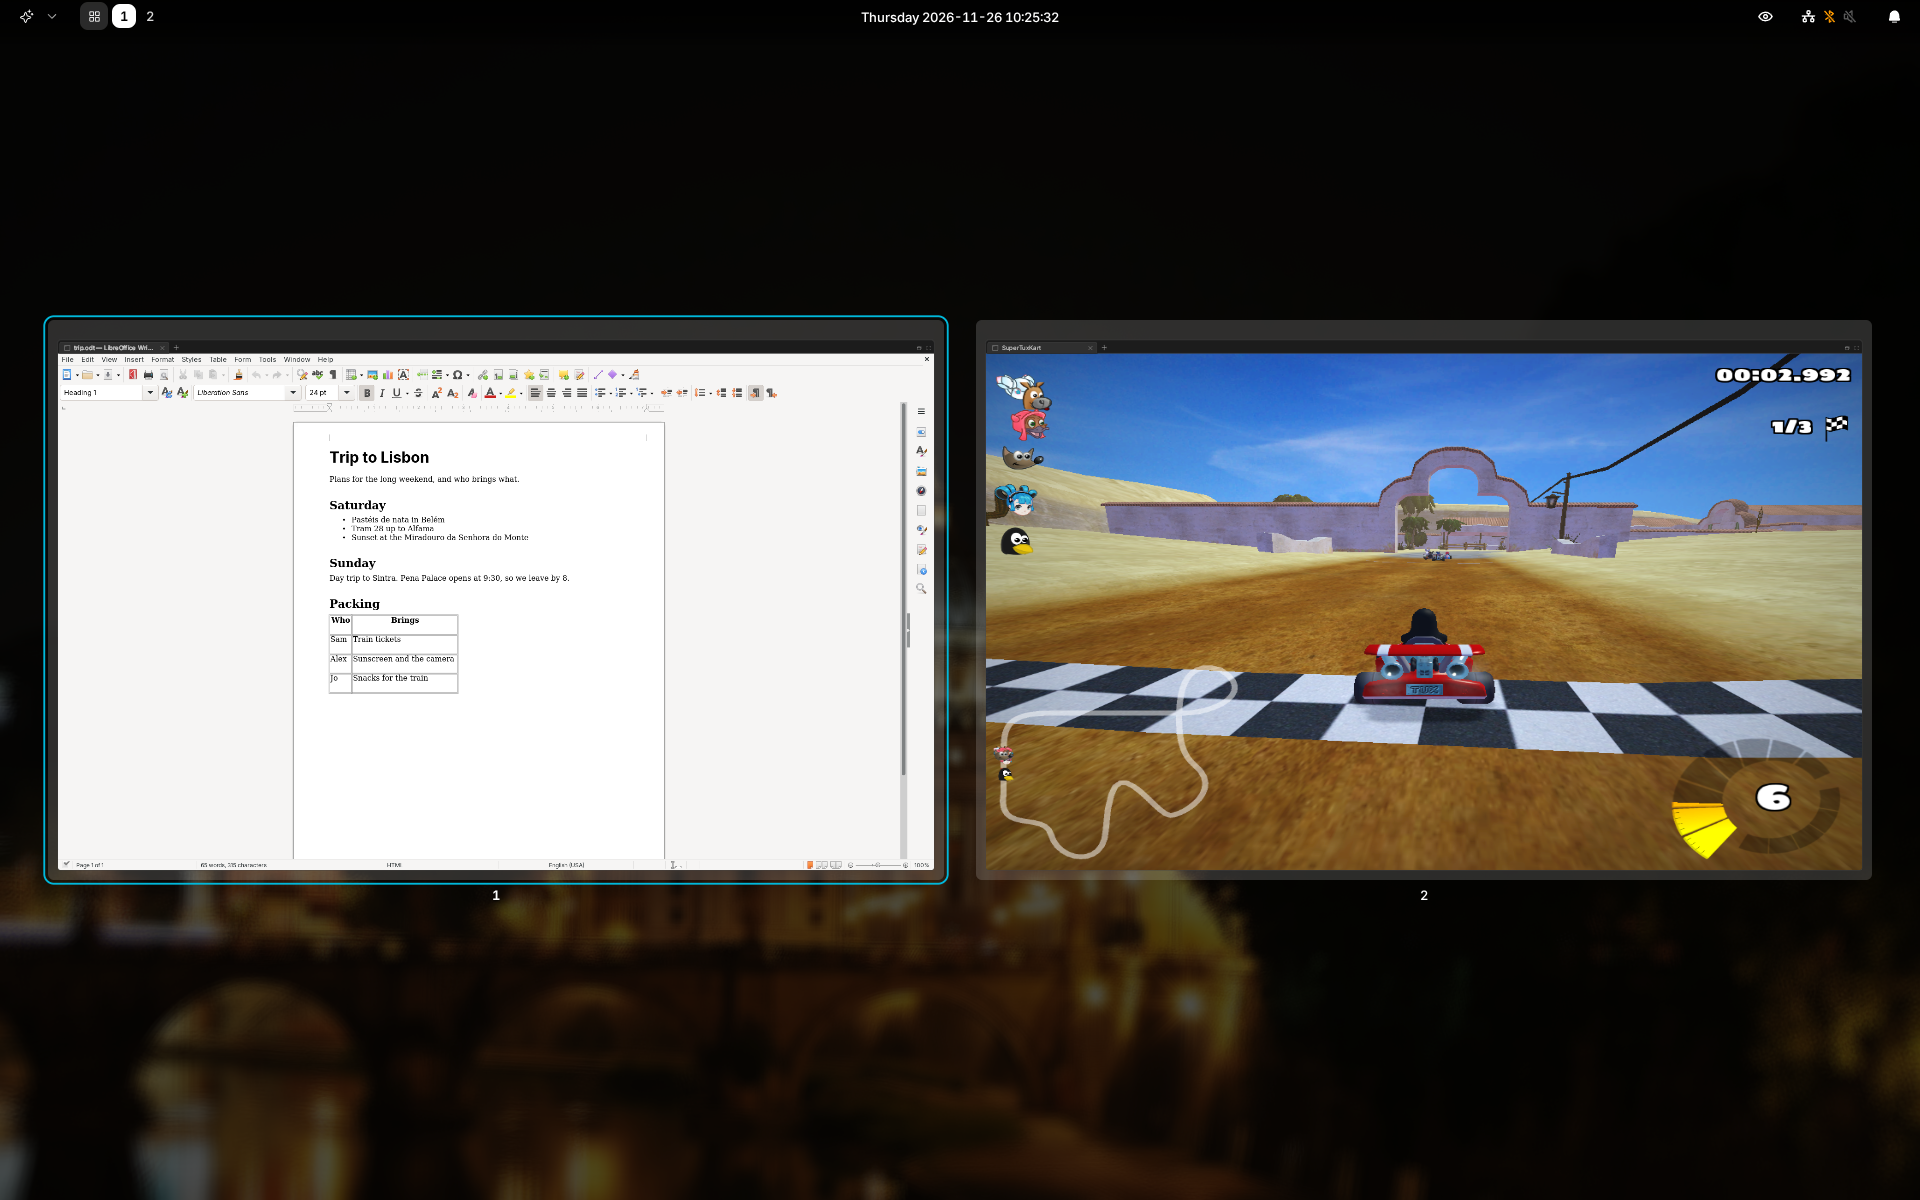 1 2 Thursday 2026-11-26 10:25:32
trip.odt — LibreOffice Wri...
File Edit View Insert Format Styles Table Form Tools Window Help
Heading 1 Liberation Sans 24 pt
Trip to Lisbon
Plans for the long weekend, and who brings what.
Saturday
• Pastéis de nata in Belém
• Tram 28 up to Alfama
• Sunset at the Miradouro da Senhora do Monte
Sunday
Day trip to Sintra. Pena Palace opens at 9:30, so we leave by 8.
Packing
Who Brings
Sam Train tickets
Alex Sunscreen and the camera
Jo Snacks for the train
Page 1 of 1 65 words, 315 characters HTML English (USA) 100%
1
SuperTuxKart
00:02.992
1/3
6
2